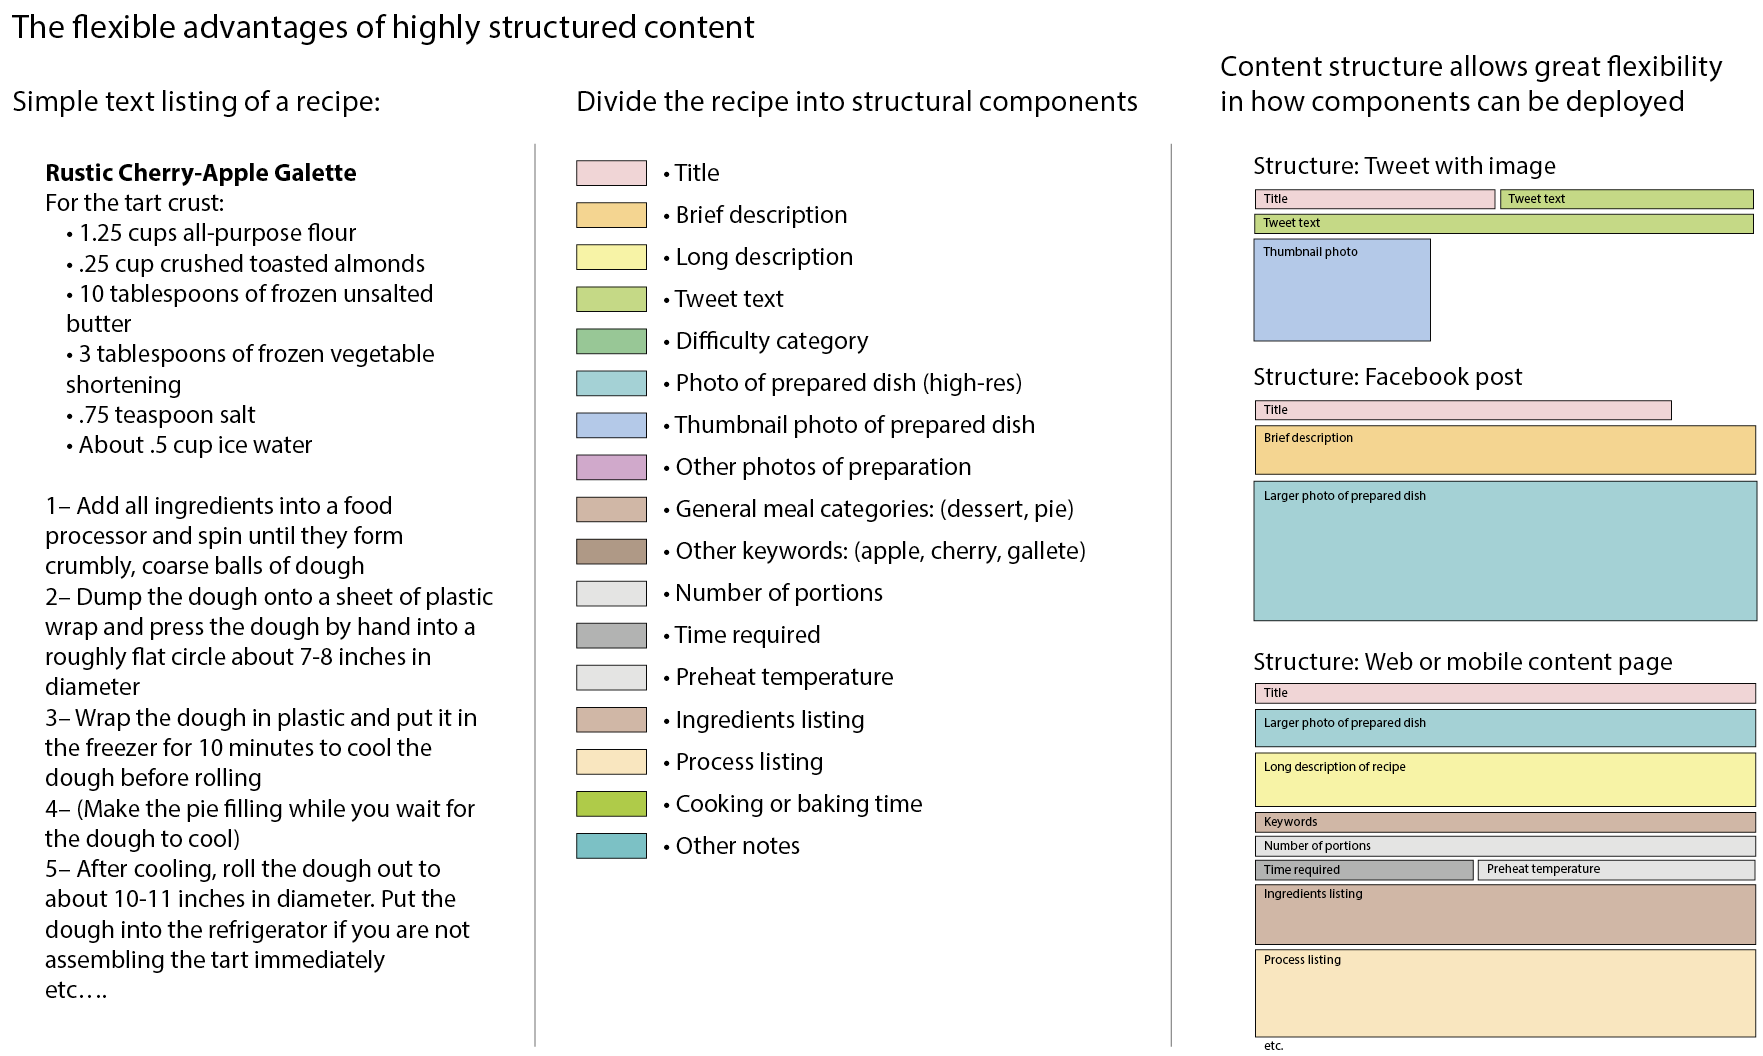 The flexible advantages of highly structured content
Simple text listing of a recipe:
Rustic Cherry-Apple Galette
For the tart crust:
• 1.25 cups all-purpose flour
• .25 cup crushed toasted almonds
• 10 tablespoons of frozen unsalted
butter
• 3 tablespoons of frozen vegetable
shortening
• .75 teaspoon salt
• About .5 cup ice water
1– Add all ingredients into a food
processor and spin until they form
crumbly, coarse balls of dough
2– Dump the dough onto a sheet of plastic
wrap and press the dough by hand into a
roughly flat circle about 7-8 inches in
diameter
3– Wrap the dough in plastic and put it in
the freezer for 10 minutes to cool the
dough before rolling
4– (Make the pie filling while you wait for
the dough to cool)
5– After cooling, roll the dough out to
about 10-11 inches in diameter. Put the
dough into the refrigerator if you are not
assembling the tart immediately
etc….
Divide the recipe into structural components
• Title
• Brief description
• Long description
• Tweet text
• Difficulty category
• Photo of prepared dish (high-res)
• Thumbnail photo of prepared dish
• Other photos of preparation
• General meal categories: (dessert, pie)
• Other keywords: (apple, cherry, gallete)
• Number of portions
• Time required
• Preheat temperature
• Ingredients listing
• Process listing
• Cooking or baking time
• Other notes
Content structure allows great flexibility
in how components can be deployed
Structure: Tweet with image
Title
Tweet text
Tweet text
Thumbnail photo
Structure: Facebook post
Title
Brief description
Larger photo of prepared dish
Structure: Web or mobile content page
Title
Larger photo of prepared dish
Long description of recipe
Keywords
Number of portions
Time required
Preheat temperature
Ingredients listing
Process listing
etc.